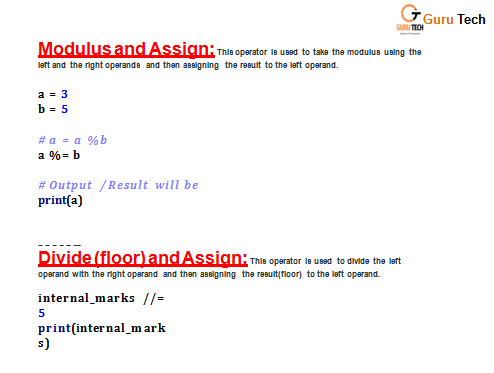 Guru Tech
GURU TECH
Modulus and Assign: This operator is used to take the modulus using the
left and the right operands and then assigning the result to the left operand.
a = 3
b = 5
# a = a %b
a %= b
# Output / Result will be
print(a)
------
Divide (floor) and Assign: This operator is used to divide the left
operand with the right operand and then assigning the result(floor) to the left operand.
internal_marks //=
5
print(internal_mark
s)